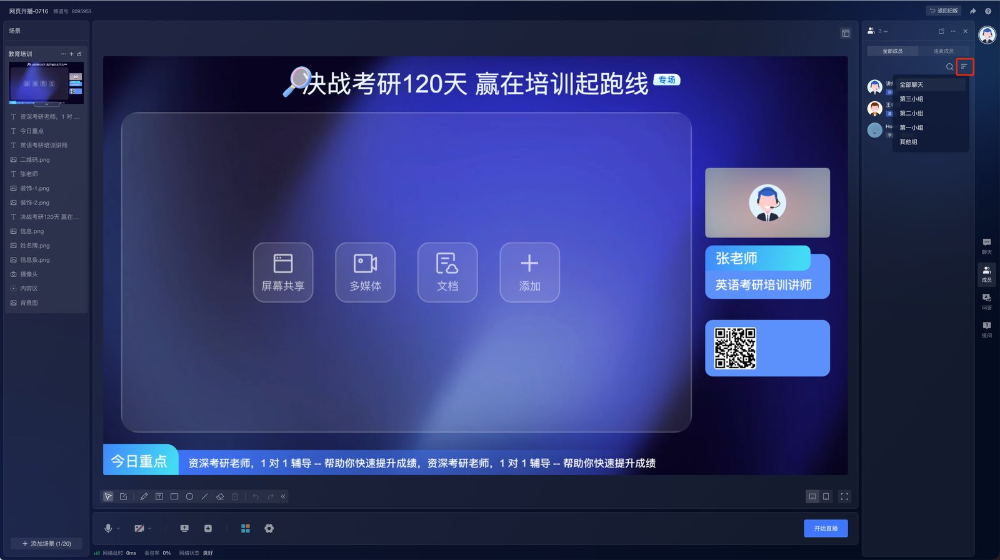 网页开播-0716 频道号 8095953
返回旧版
场景
教育培训
资深考研老师，1 对 ...
今日重点
英语考研培训讲师
二维码.png
张老师
装饰-1.png
装饰-2.png
决战考研120天 赢在...
信息.png
姓名牌.png
信息条.png
摄像头
内容区
背景图
添加场景 (1/20)
决战考研120天 赢在培训起跑线 专场
屏幕共享
多媒体
文档
添加
张老师
英语考研培训讲师
今日重点
资深考研老师，1 对 1 辅导 -- 帮助你快速提升成绩，资深考研老师，1 对 1 辅导 -- 帮助你快速提升成绩
开始直播
网络延时 0ms 丢包率 0% 网络状态 良好
3
全部成员
连麦成员
Ho
全部聊天
第三小组
第二小组
第一小组
其他组
聊天
成员
问答
提问